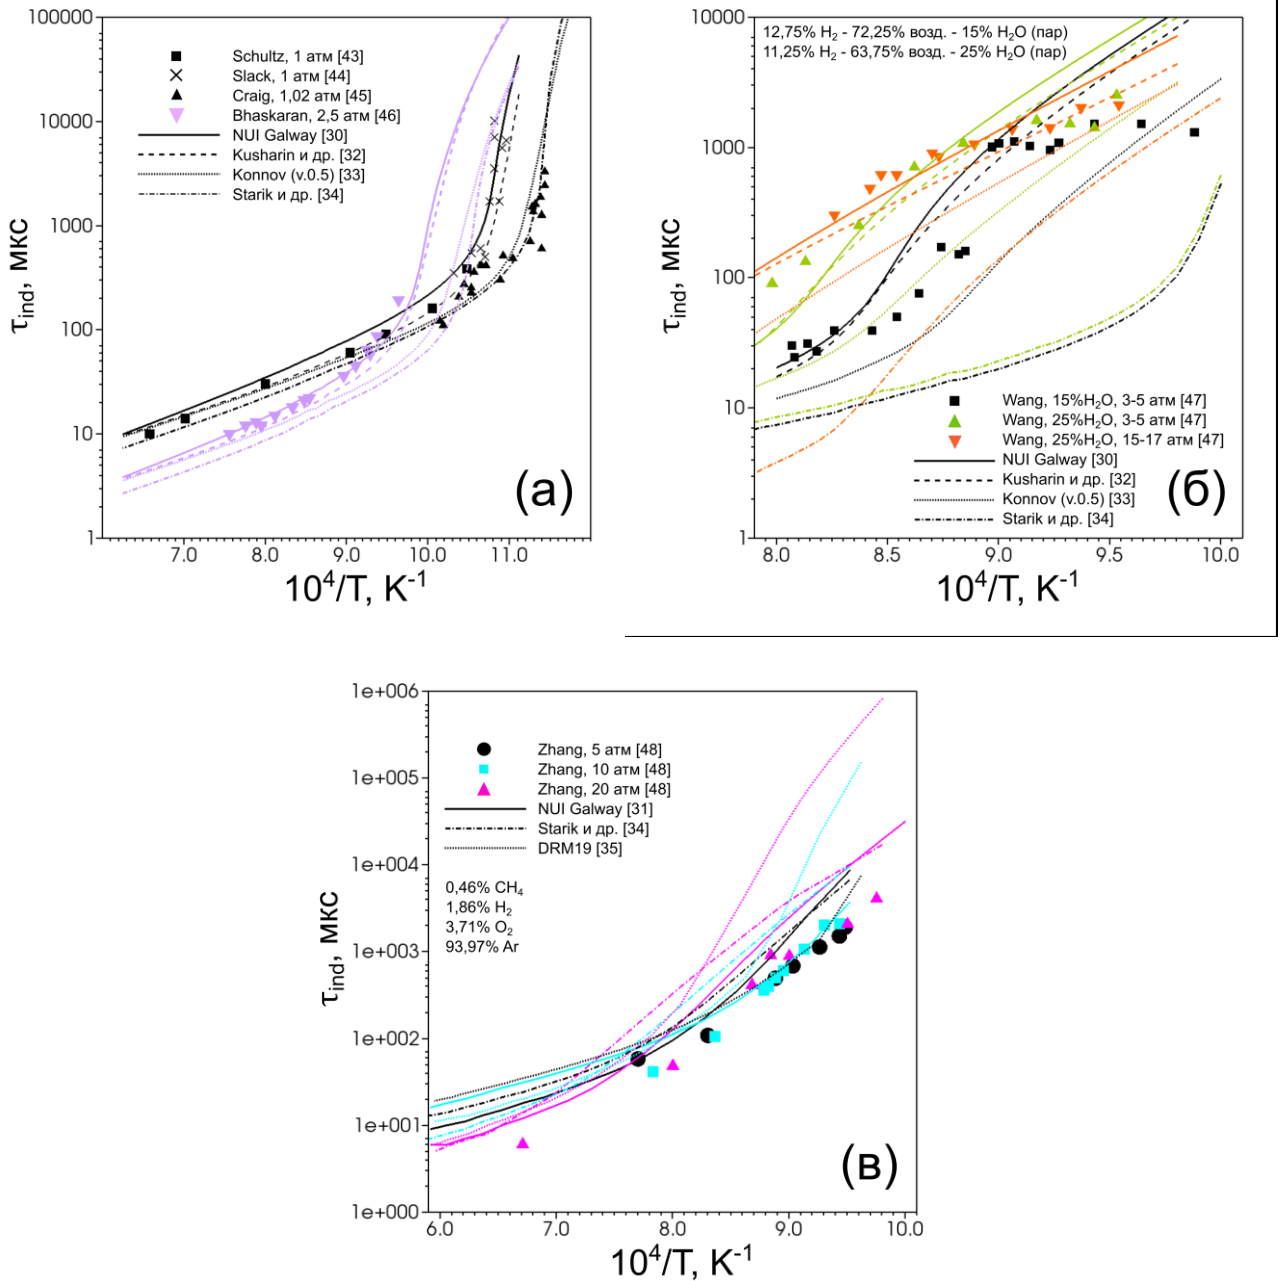 100000
10000
1000
100
10
1
τind, мкс
Schultz, 1 атм [43]
Slack, 1 атм [44]
Craig, 1,02 атм [45]
Bhaskaran, 2,5 атм [46]
NUI Galway [30]
Kusharin и др. [32]
Konnov (v.0.5) [33]
Starik и др. [34]
(а)
7.0 8.0 9.0 10.0 11.0
10⁴/T, K⁻¹
10000
1000
100
10
1
τind, мкс
12,75% H₂ - 72,25% возд. - 15% H₂O (пар)
11,25% H₂ - 63,75% возд. - 25% H₂O (пар)
Wang, 15%H₂O, 3-5 атм [47]
Wang, 25%H₂O, 3-5 атм [47]
Wang, 25%H₂O, 15-17 атм [47]
NUI Galway [30]
Kusharin и др. [32]
Konnov (v.0.5) [33]
Starik и др. [34]
(б)
8.0 8.5 9.0 9.5 10.0
10⁴/T, K⁻¹
1e+006
1e+005
1e+004
1e+003
1e+002
1e+001
1e+000
τind, мкс
Zhang, 5 атм [48]
Zhang, 10 атм [48]
Zhang, 20 атм [48]
NUI Galway [31]
Starik и др. [34]
DRM19 [35]
0,46% CH₄
1,86% H₂
3,71% O₂
93,97% Ar
(в)
6.0 7.0 8.0 9.0 10.0
10⁴/T, K⁻¹